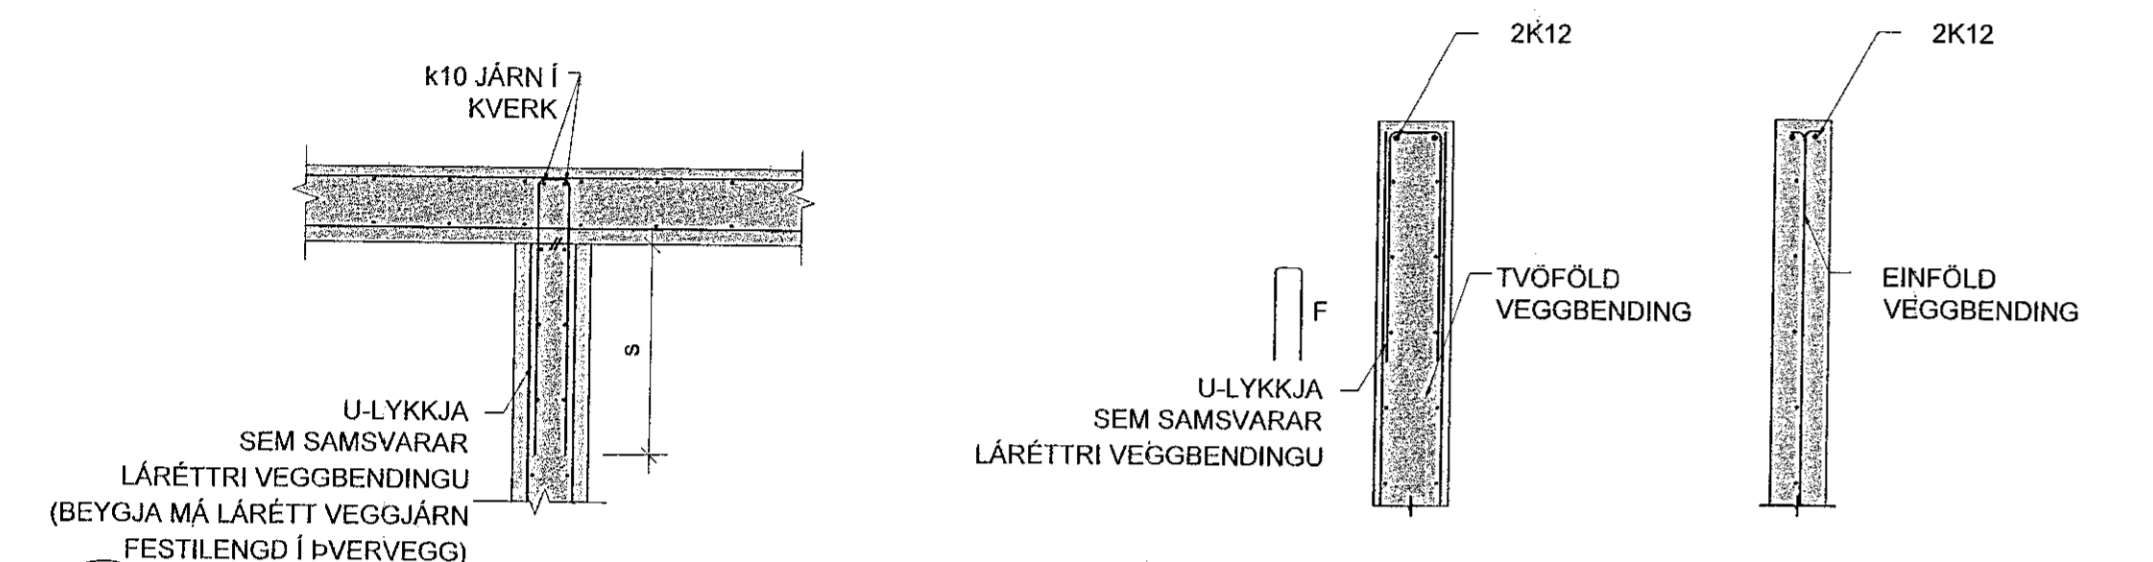 k10 JÁRN Í
KVERK
S
U-LYKKJA
SEM SAMSVARAR
LÁRÉTTRI VEGGBENDINGU
(BEYGJA MÁ LÁRÉTT VEGGJÁRN
FESTILENGD Í ÞVERVEGG)
2K12
F
TVÖFÖLD
VEGGBENDING
U-LYKKJA
SEM SAMSVARAR
LÁRÉTTRI VEGGBENDINGU
2K12
EINFÖLD
VEGGBENDING